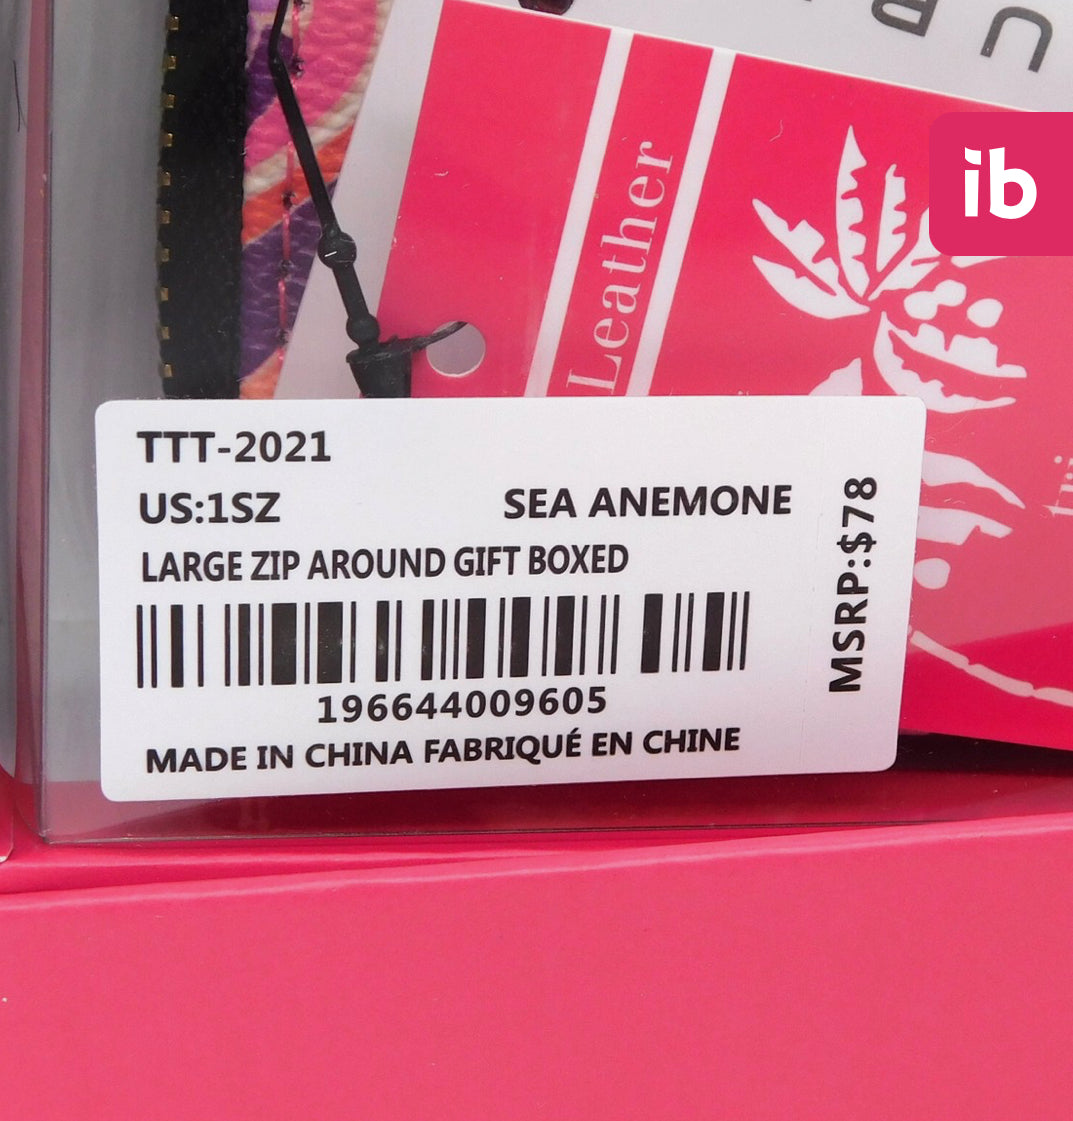 Leather
ib
TTT-2021
US:1SZ
SEA ANEMONE
LARGE ZIP AROUND GIFT BOXED
196644009605
MADE IN CHINA FABRIQUÉ EN CHINE
MSRP:$78